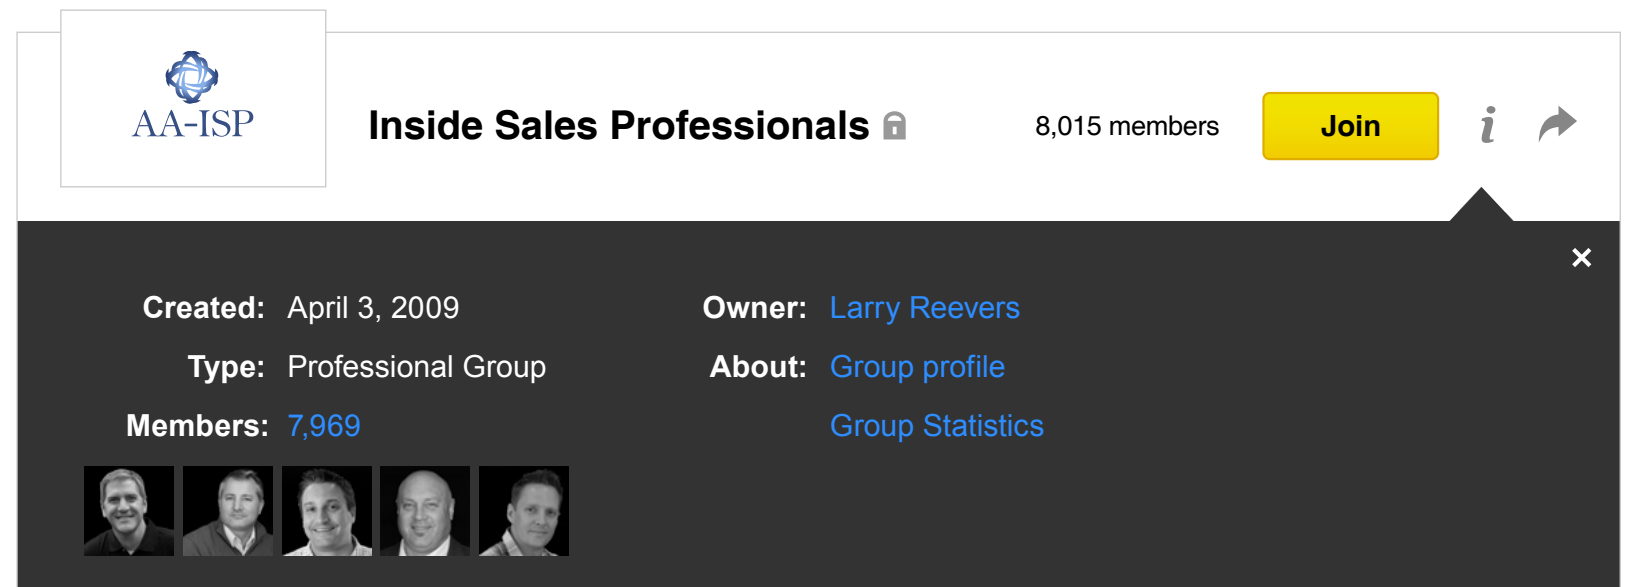 AA-ISP
Inside Sales Professionals
8,015 members
Join
i
Created: April 3, 2009
Owner: Larry Reevers
Type: Professional Group
About: Group profile
Members: 7,969
Group Statistics